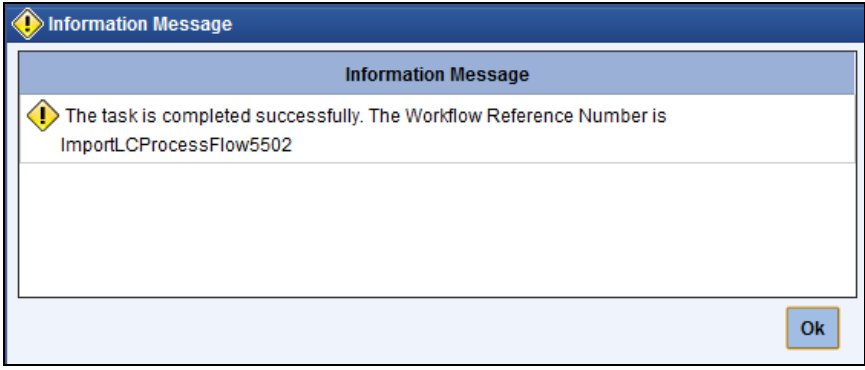 Information Message
Information Message
The task is completed successfully. The Workflow Reference Number is
ImportLCProcessFlow5502
Ok